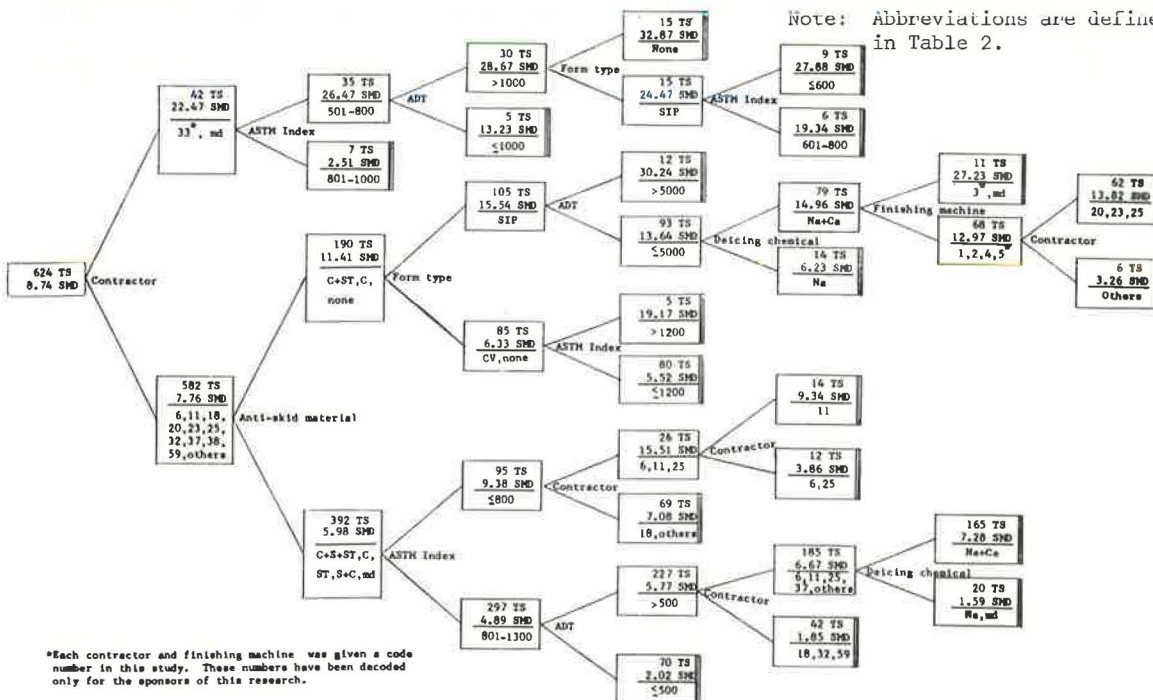 Note: Abbreviations are define
in Table 2.
624 TS
8.74 SMD
Contractor
42 TS
22.47 SMD
33*, md
ASTM Index
35 TS
26.47 SMD
501-800
ADT
30 TS
28.67 SMD
>1000
Form type
15 TS
32.87 SMD
None
15 TS
24.47 SMD
SIP
ASTM Index
9 TS
27.88 SMD
≤600
6 TS
19.34 SMD
601-800
5 TS
13.23 SMD
≤1000
7 TS
2.51 SMD
801-1000
582 TS
7.76 SMD
6,11,18,
20,23,25,
32,37,38,
59,others
Anti-skid material
190 TS
11.41 SMD
C+ST,C,
none
Form type
105 TS
15.54 SMD
SIP
ADT
12 TS
30.24 SMD
>5000
93 TS
13.64 SMD
≤5000
Deicing chemical
79 TS
14.96 SMD
Na+Ca
Finishing machine
11 TS
27.23 SMD
3*,md
68 TS
12.97 SMD
1,2,4,5*
Contractor
62 TS
13.82 SMD
20,23,25
6 TS
3.26 SMD
Others
14 TS
6.23 SMD
Na
85 TS
6.33 SMD
CV,none
ASTM Index
5 TS
19.17 SMD
>1200
80 TS
5.52 SMD
≤1200
392 TS
5.98 SMD
C+S+ST,C,
ST,S+C,md
ASTM Index
95 TS
9.38 SMD
≤800
Contractor
26 TS
15.51 SMD
6,11,25
Contractor
14 TS
9.34 SMD
11
12 TS
3.86 SMD
6,25
69 TS
7.08 SMD
18,others
297 TS
4.89 SMD
801-1300
ADT
227 TS
5.77 SMD
>500
Contractor
185 TS
6.67 SMD
6,11,25,
37,others
Deicing chemical
165 TS
7.28 SMD
Na+Ca
20 TS
1.59 SMD
Na,md
42 TS
1.85 SMD
18,32,59
70 TS
2.02 SMD
≤500
*Each contractor and finishing machine was given a code
number in this study. These numbers have been decoded
only for the sponsors of this research.